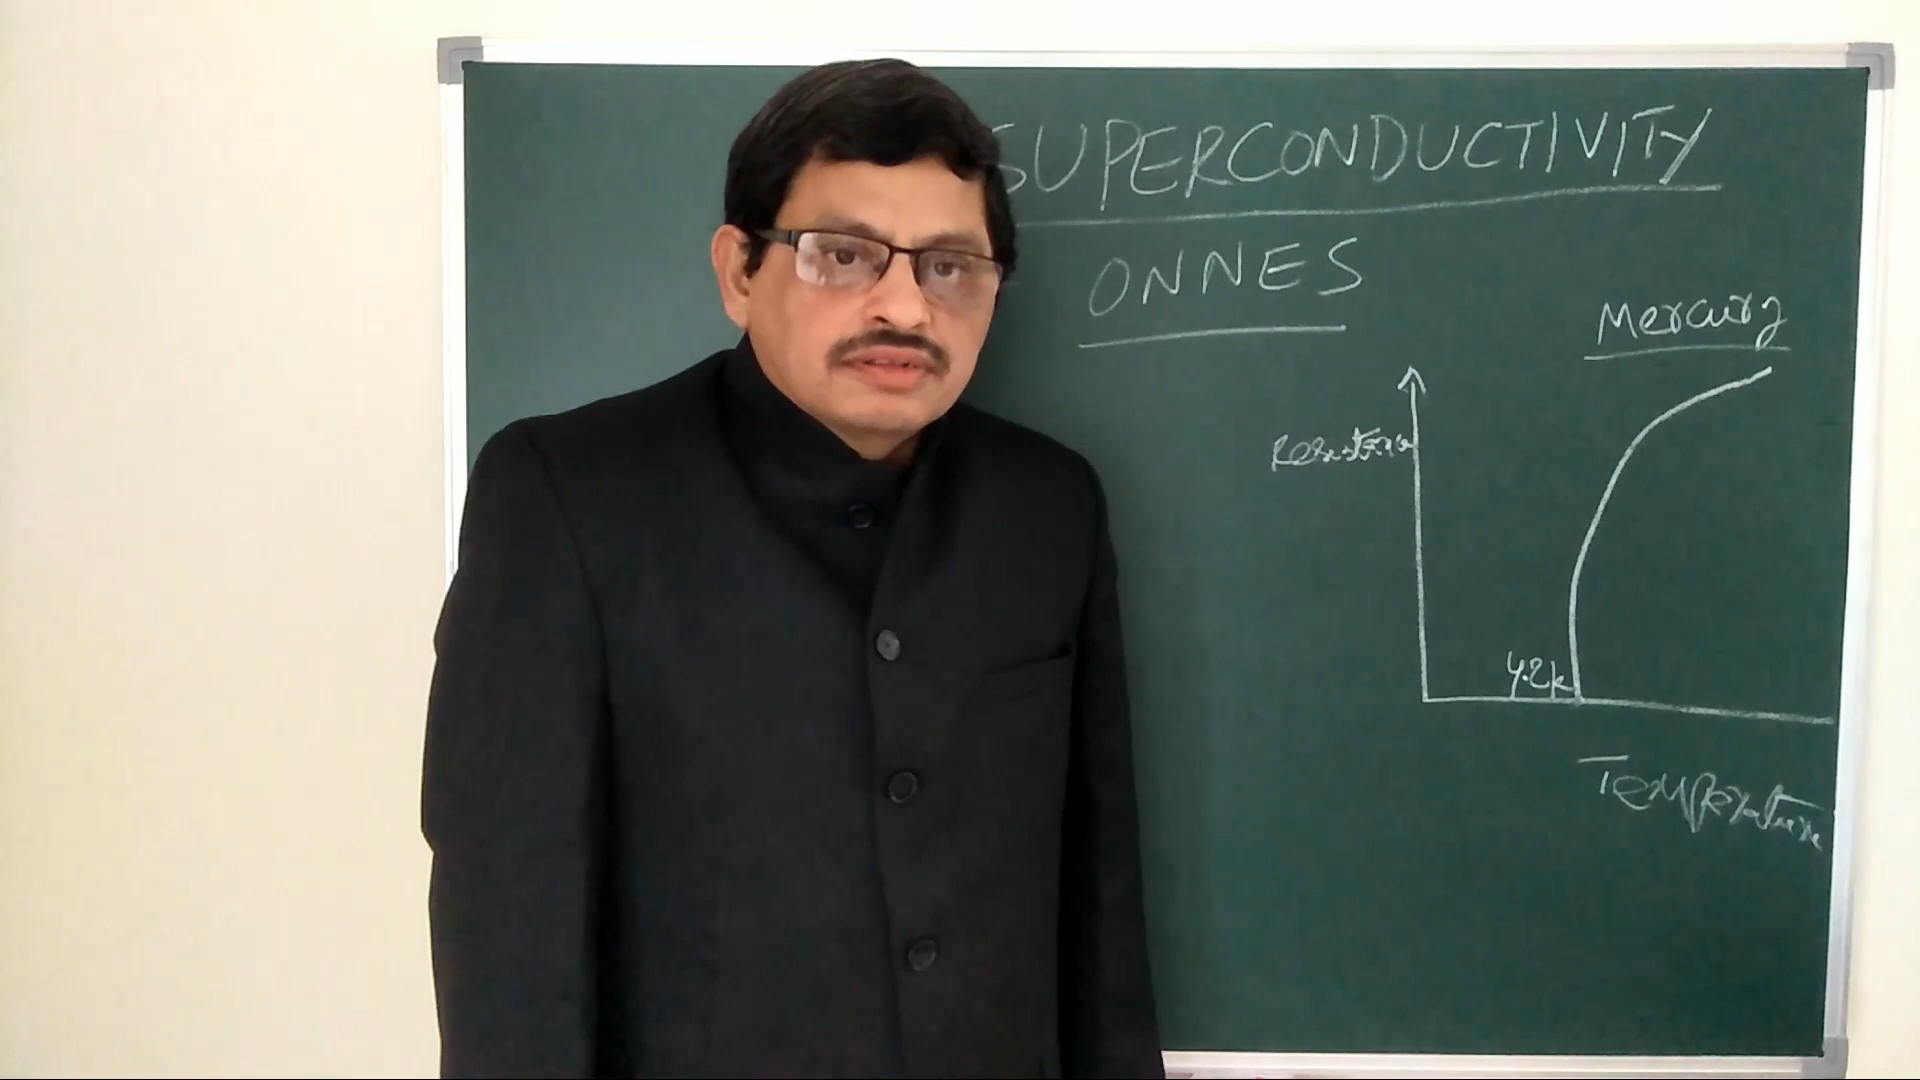 SUPERCONDUCTIVITY
ONNES
Mercury
Resistance
4.2k
Temperature